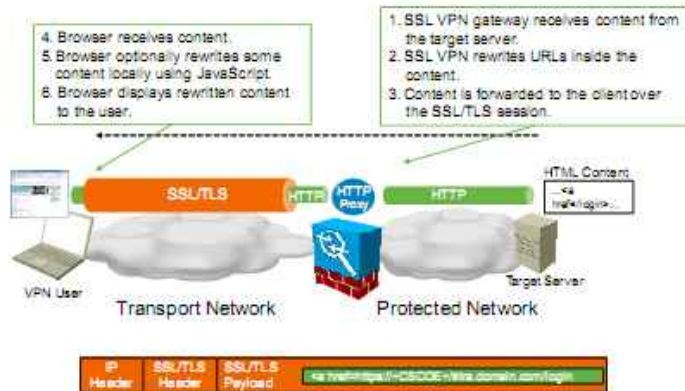 4. Browser receives content.
5. Browser optionally rewrites some
content locally using JavaScript.
6. Browser displays rewritten content
to the user.
1. SSL VPN gateway receives content from
the target server.
2. SSL VPN rewrites URLs inside the
content.
3. Content is forwarded to the client over
the SSL/TLS session.
HTML Content
SSL/TLS
HTTP
HTTP
Proxy
HTTP
...<a
href=/login>...
VPN User
Target Server
Transport Network
Protected Network
IP
Header
SSL/TLS
Header
SSL/TLS
Payload